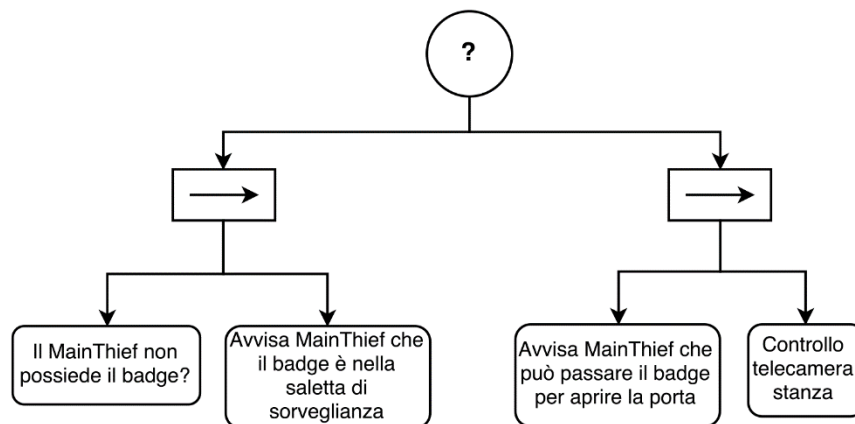 ?
Il MainThief non
possiede il badge?
Avvisa MainThief che
il badge è nella
saletta di
sorveglianza
Avvisa MainThief che
può passare il badge
per aprire la porta
Controllo
telecamera
stanza